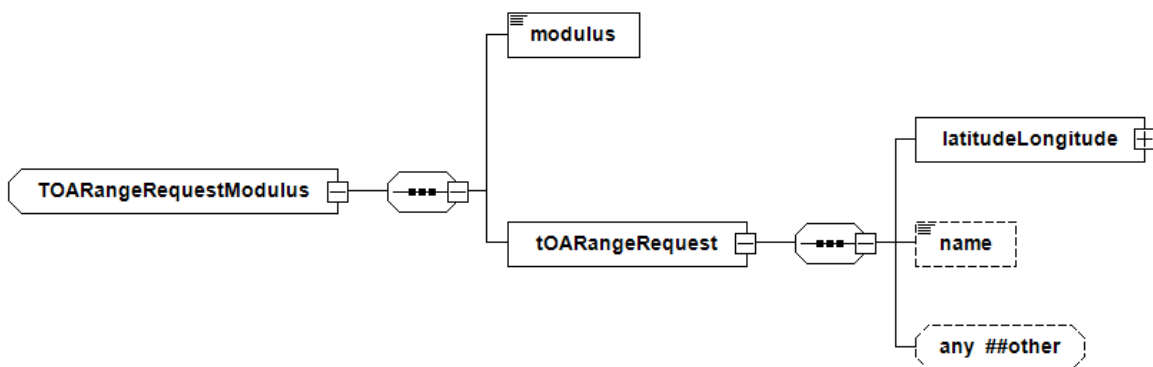 modulus
latitudeLongitude
TOARangeRequestModulus
tOARangeRequest
name
any ##other